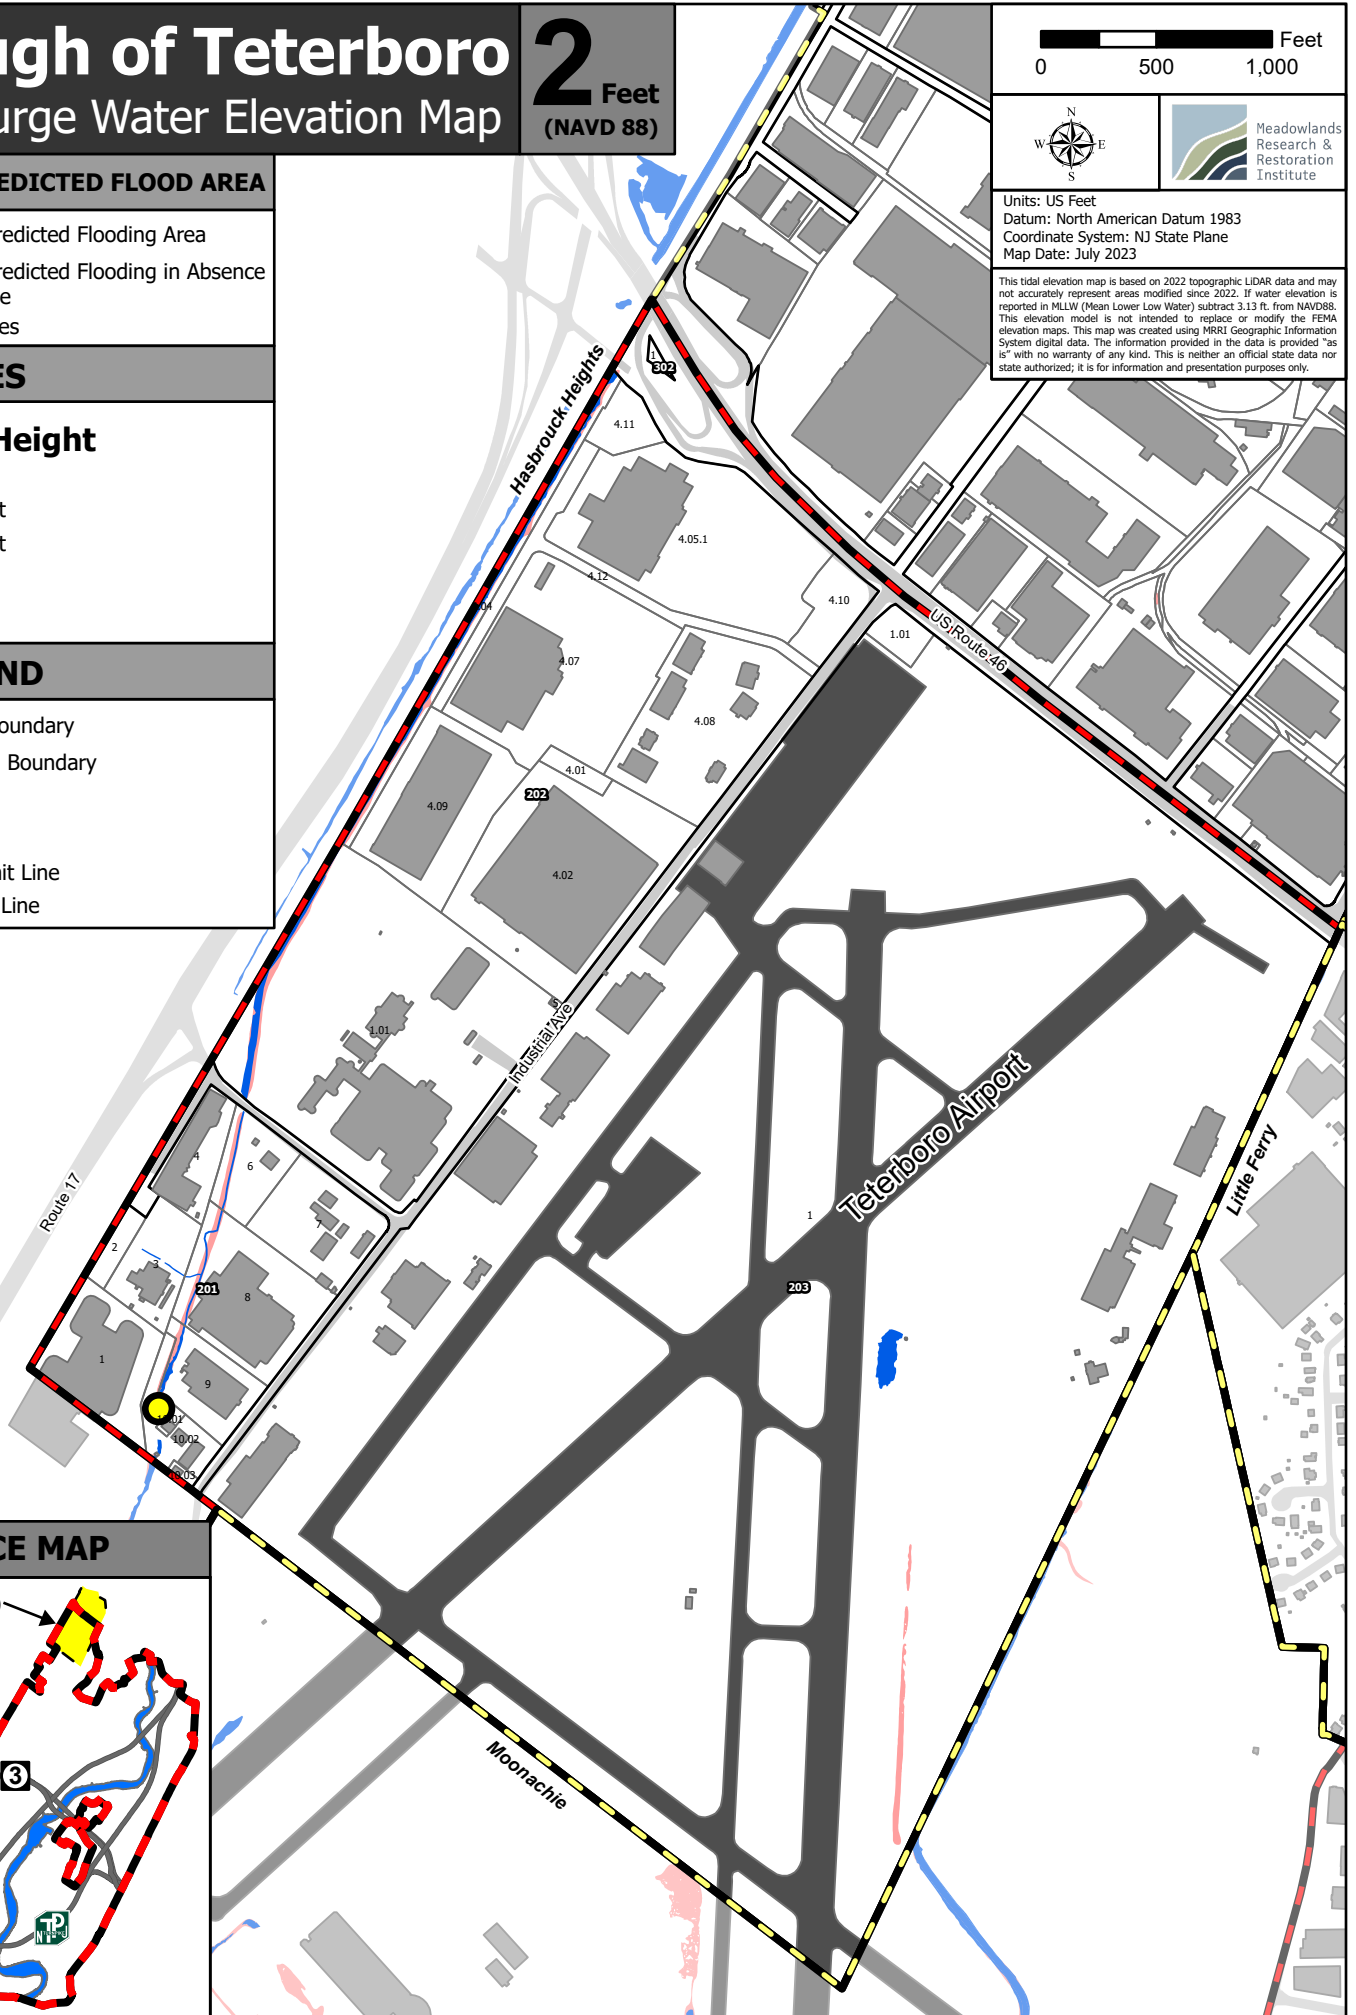 ugh of Teterboro
urge Water Elevation Map
2 Feet
(NAVD 88)
Feet
0 500 1,000
N
W E
S
Meadowlands
Research &
Restoration
Institute
Units: US Feet
Datum: North American Datum 1983
Coordinate System: NJ State Plane
Map Date: July 2023
This tidal elevation map is based on 2022 topographic LiDAR data and may
not accurately represent areas modified since 2022. If water elevation is
reported in MLLW (Mean Lower Low Water) subtract 3.13 ft. from NAVD88.
This elevation model is not intended to replace or modify the FEMA
elevation maps. This map was created using MRRI Geographic Information
System digital data. The information provided in the data is provided “as
is” with no warranty of any kind. This is neither an official state data nor
state authorized; it is for information and presentation purposes only.
EDICTED FLOOD AREA
redicted Flooding Area
redicted Flooding in Absence
e
es
ES
Height
t
t
ND
oundary
Boundary
it Line
Line
Hasbrouck Heights
1
302
4.11
4.05.1
4.12
4.10
04
1.01
US Route 46
4.07
4.08
4.01
202
4.09
4.02
5
1.01
Industrial Ave
Teterboro Airport
Little Ferry
Route 17
4
6
7
2
3
201
8
1
203
1
9
10.02
10.03
Moonachie
CE MAP
3
NJTP